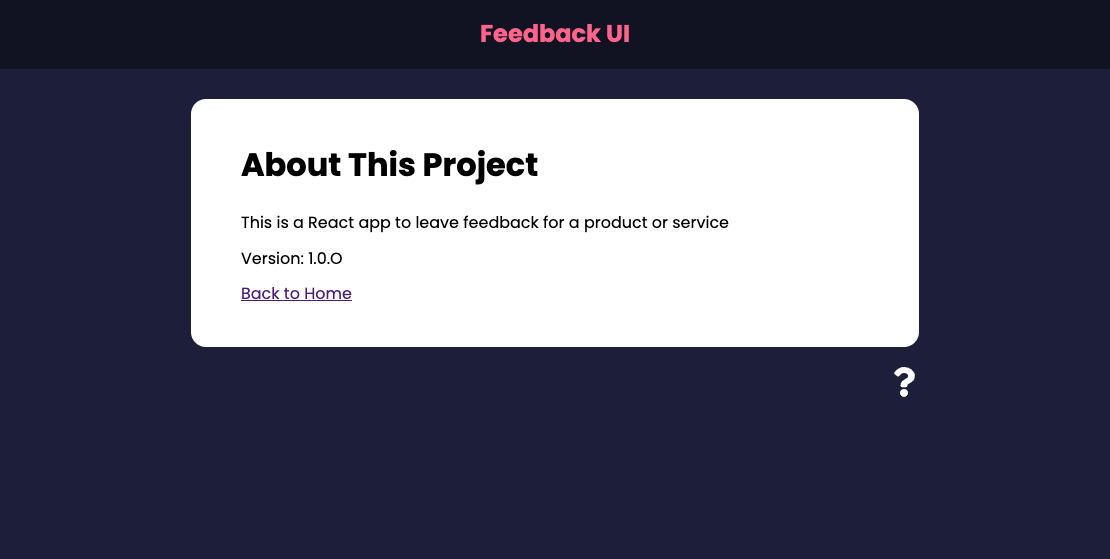 Feedback UI
About This Project
This is a React app to leave feedback for a product or service
Version: 1.0.O
Back to Home
?